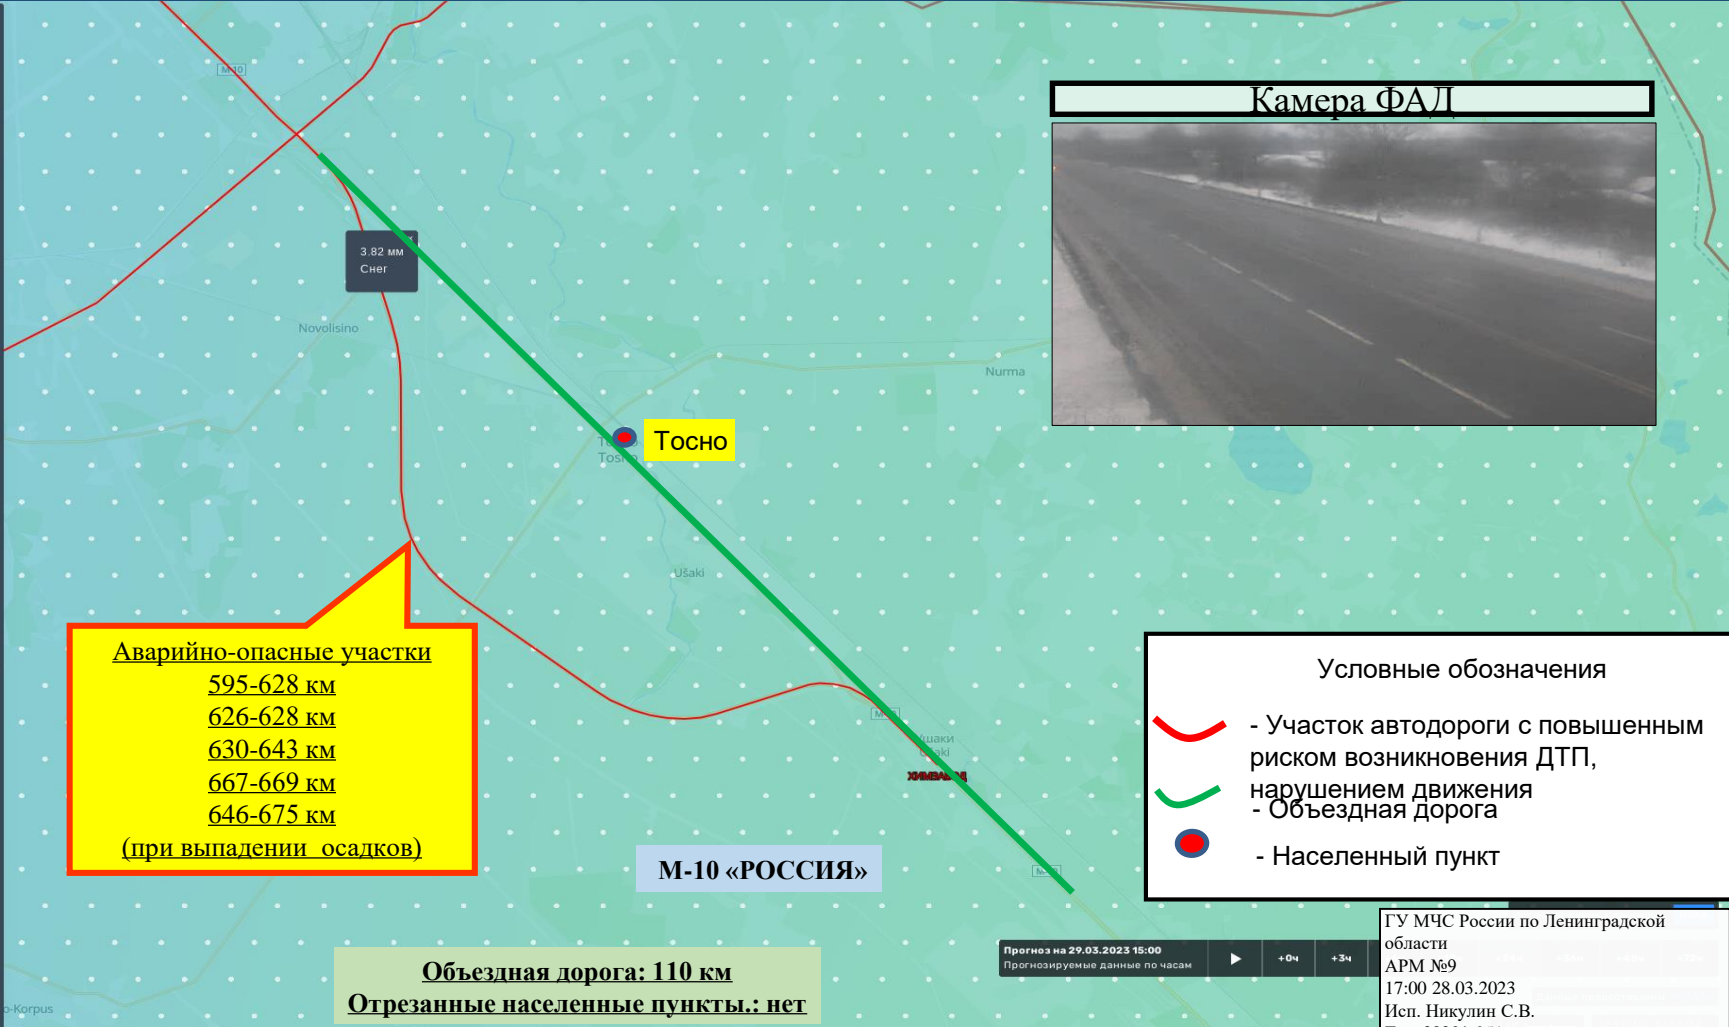 М-10
Камера ФАД
3.82 мм
Снег
Novolisino
Nurma
Тосно
Ušaki
Аварийно-опасные участки
595-628 км
626-628 км
630-643 км
667-669 км
646-675 км
(при выпадении осадков)
Условные обозначения
- Участок автодороги с повышенным
риском возникновения ДТП,
нарушением движения
- Объездная дорога
- Населенный пункт
ХИМЗАВОД
М-10 «РОССИЯ»
Объездная дорога: 110 км
Отрезанные населенные пункты.: нет
Прогноз на 29.03.2023 15:00
Прогнозируемые данные по часам
+0ч
+3ч
ГУ МЧС России по Ленинградской
области
АРМ №9
17:00 28.03.2023
Исп. Никулин С.В.
o-Korpus